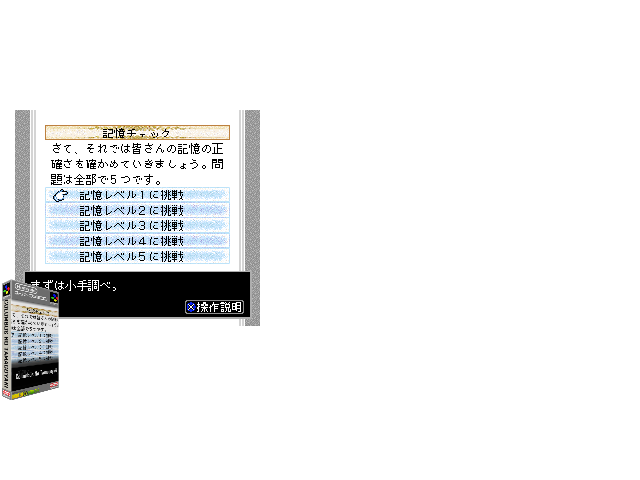 記憶チェック
さて、それでは皆さんの記憶の正
確さを確かめていきましょう。問
題は全部で５つです。
記憶レベル１に挑戦
記憶レベル２に挑戦
記憶レベル３に挑戦
記憶レベル４に挑戦
記憶レベル５に挑戦
まずは小手調べ。
操作説明
COLUMBUS NO TAMAGOYAKI